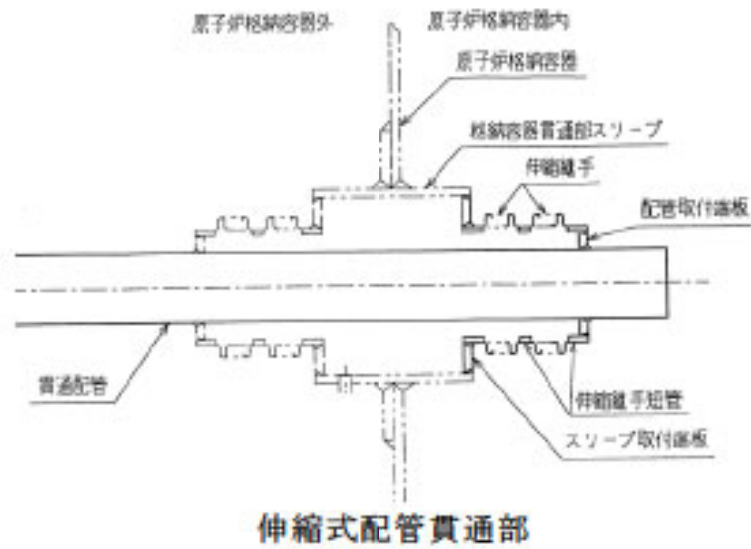 原子炉格納容器外
原子炉格納容器内
原子炉格納容器
格納容器貫通部スリーブ
伸縮継手
配管取付端板
貫通配管
伸縮継手短管
スリーブ取付端板
伸縮式配管貫通部